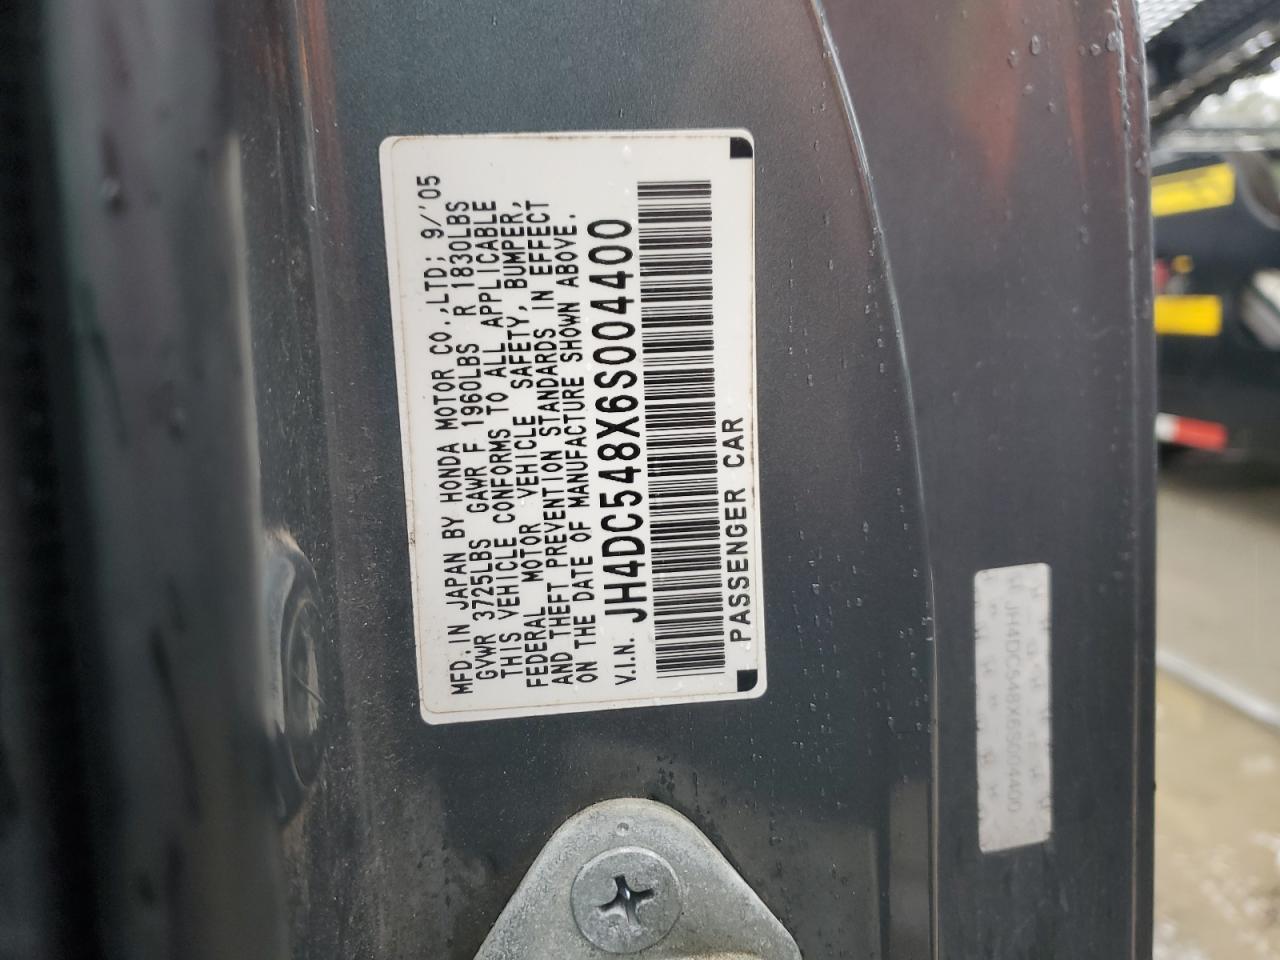 MFD. IN JAPAN BY HONDA MOTOR CO.,LTD; 9/'05
GVWR 3725LBS GAWR F 1960LBS R 1830LBS
THIS VEHICLE CONFORMS TO ALL APPLICABLE
FEDERAL MOTOR VEHICLE SAFETY, BUMPER,
AND THEFT PREVENTION STANDARDS IN EFFECT
ON THE DATE OF MANUFACTURE SHOWN ABOVE.
V.I.N. JH4DC548X6S004400
PASSENGER CAR
JH4DC548X6S004400